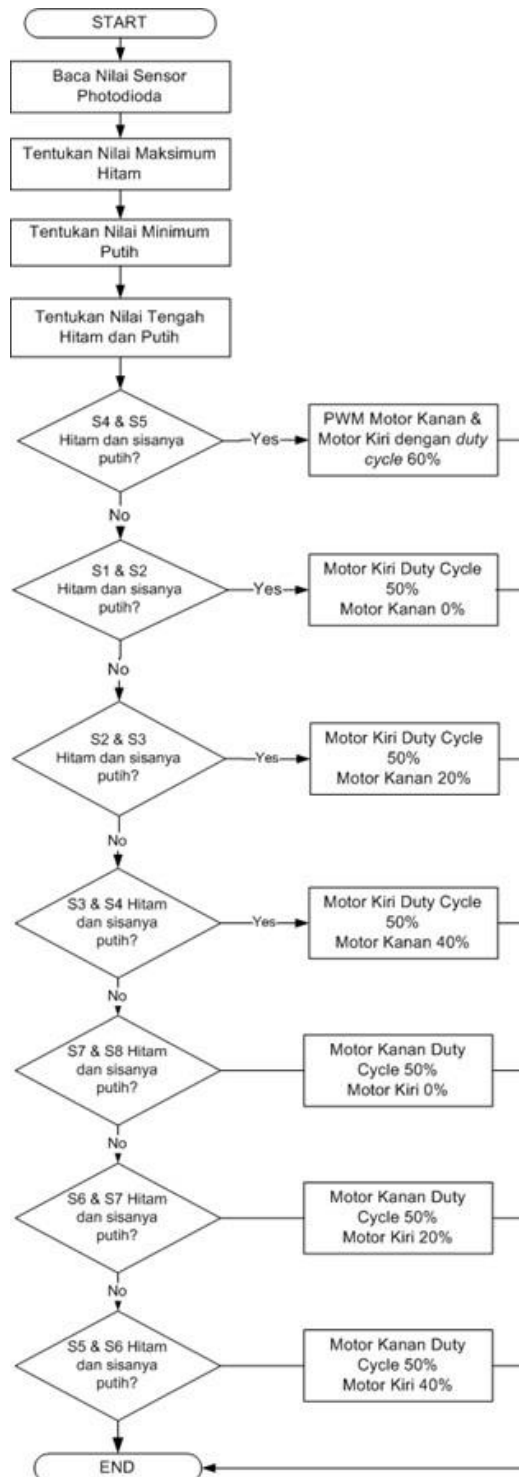 START
Baca Nilai Sensor
Photodioda
Tentukan Nilai Maksimum
Hitam
Tentukan Nilai Minimum
Putih
Tentukan Nilai Tengah
Hitam dan Putih
S4 & S5
Hitam dan sisanya
putih?
Yes
PWM Motor Kanan &
Motor Kiri dengan duty
cycle 60%
No
S1 & S2
Hitam dan sisanya
putih?
Yes
Motor Kiri Duty Cycle
50%
Motor Kanan 0%
No
S2 & S3
Hitam dan sisanya
putih?
Yes
Motor Kiri Duty Cycle
50%
Motor Kanan 20%
No
S3 & S4 Hitam
dan sisanya
putih?
Yes
Motor Kiri Duty Cycle
50%
Motor Kanan 40%
No
S7 & S8 Hitam
dan sisanya
putih?
Motor Kanan Duty
Cycle 50%
Motor Kiri 0%
No
S6 & S7 Hitam
dan sisanya
putih?
Motor Kanan Duty
Cycle 50%
Motor Kiri 20%
No
S5 & S6 Hitam
dan sisanya
putih?
Motor Kanan Duty
Cycle 50%
Motor Kiri 40%
END